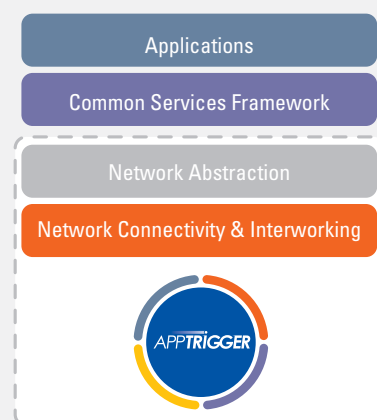 Applications
Common Services Framework
Network Abstraction
Network Connectivity & Interworking
APPTRIGGER